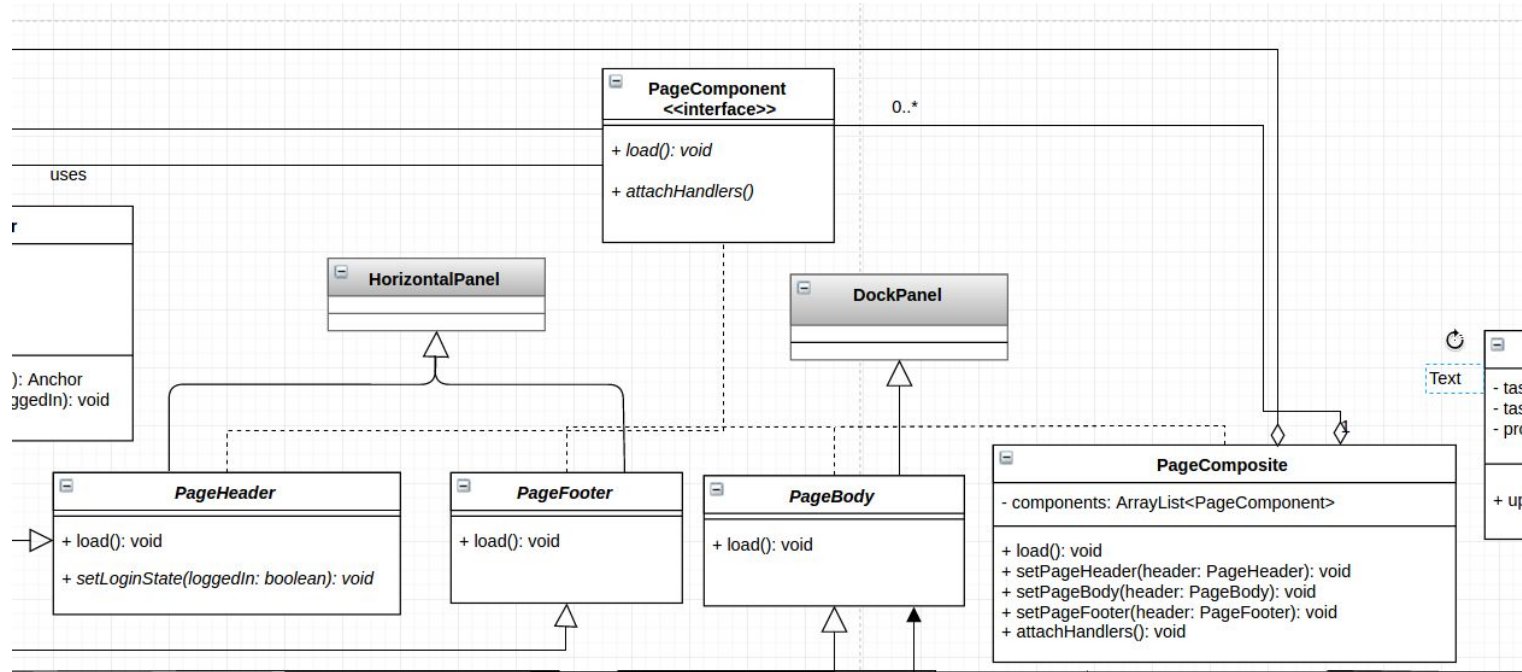 PageComponent
<<interface>>
+ load(): void
+ attachHandlers()
0..*
uses
r
): Anchor
ggedIn): void
HorizontalPanel
DockPanel
Text
- tas
- tas
- pro
+ up
1
PageHeader
+ load(): void
+ setLoginState(loggedIn: boolean): void
PageFooter
+ load(): void
PageBody
+ load(): void
PageComposite
- components: ArrayList<PageComponent>
+ load(): void
+ setPageHeader(header: PageHeader): void
+ setPageBody(header: PageBody): void
+ setPageFooter(header: PageFooter): void
+ attachHandlers(): void